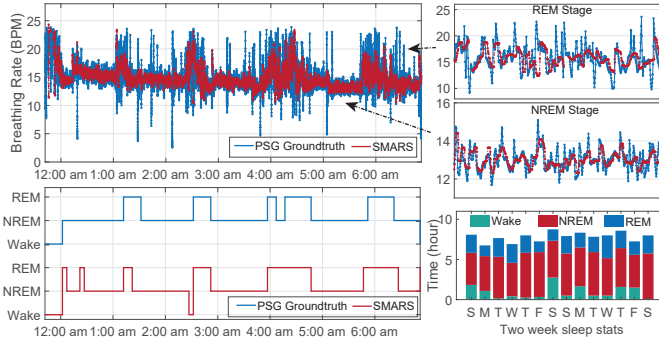 Breathing Rate (BPM)
25
20
15
10
5
0
PSG Groundtruth
SMARS
12:00 am 1:00 am 2:00 am 3:00 am 4:00 am 5:00 am 6:00 am
REM
NREM
Wake
REM
NREM
Wake
PSG Groundtruth
SMARS
12:00 am 1:00 am 2:00 am 3:00 am 4:00 am 5:00 am 6:00 am
REM Stage
25
20
15
10
16
NREM Stage
14
12
Time (hour)
10
5
0
Wake NREM REM
S M T W T F S S M T W T F S
Two week sleep stats